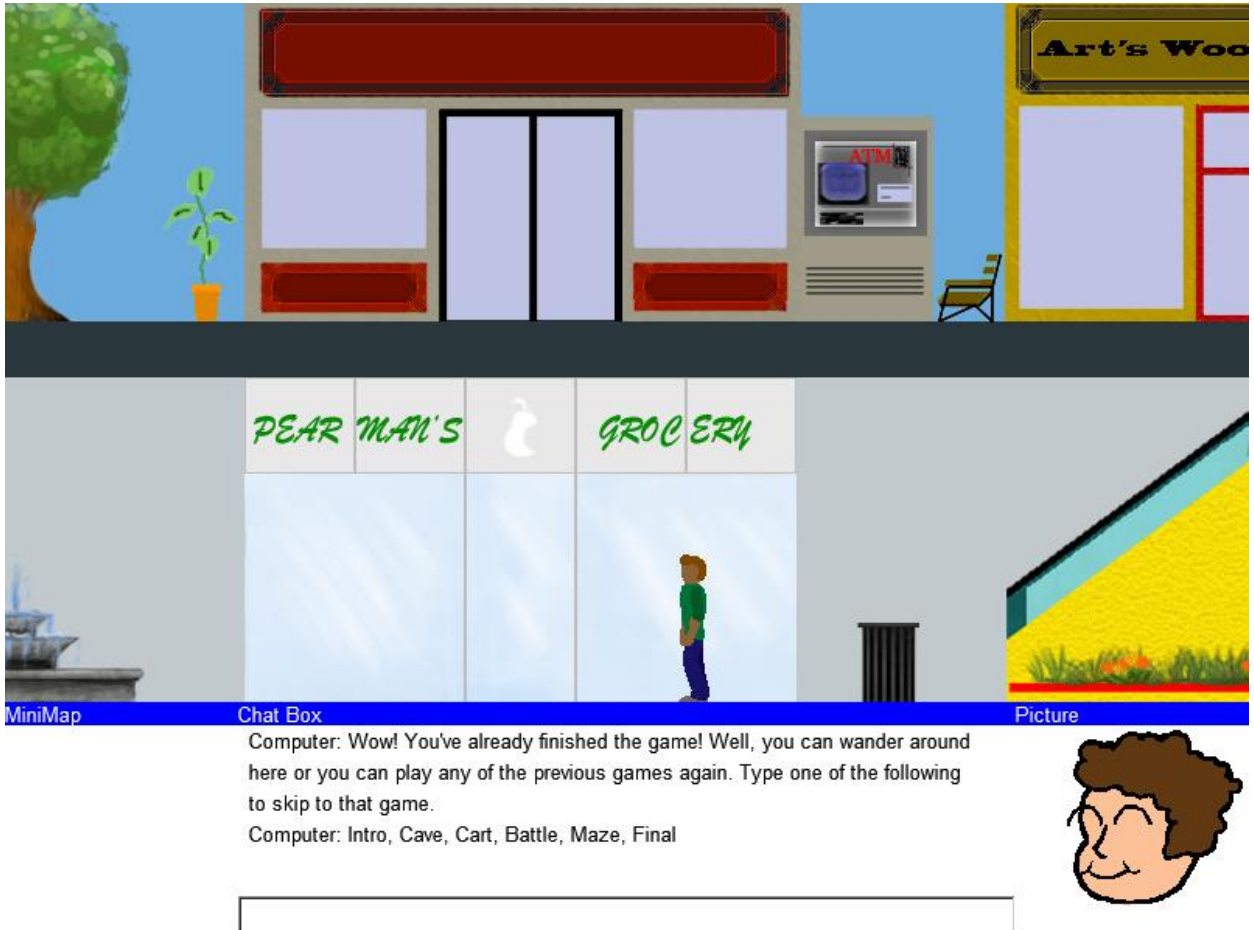 Art's Woo
ATM
PEAR MAN'S GROCERY
MiniMap
Chat Box
Picture
Computer: Wow! You've already finished the game! Well, you can wander around
here or you can play any of the previous games again. Type one of the following
to skip to that game.
Computer: Intro, Cave, Cart, Battle, Maze, Final